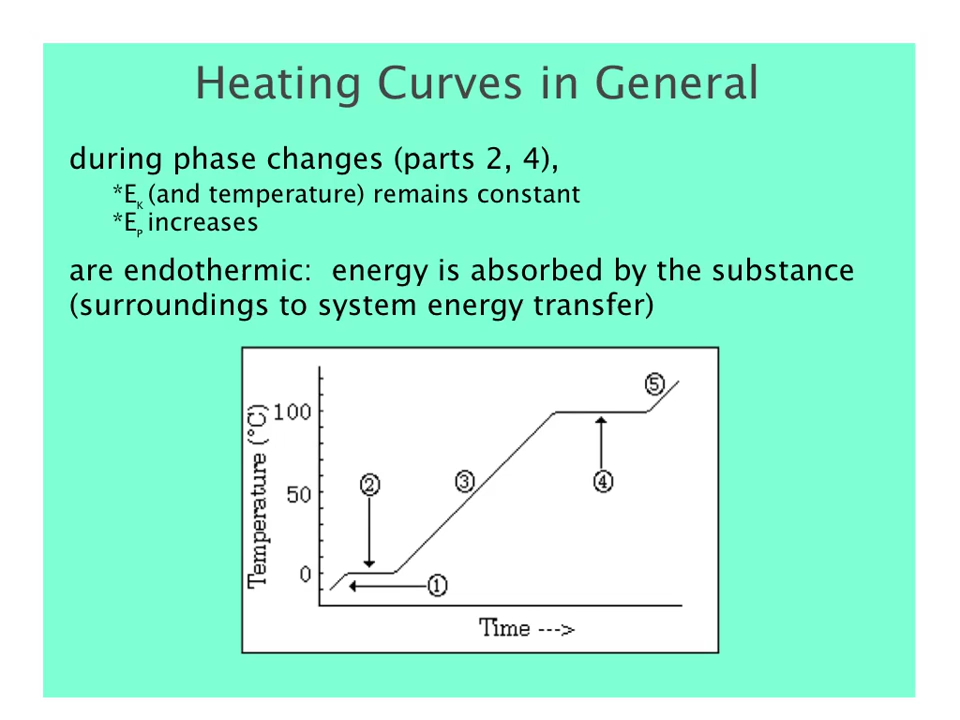 Heating Curves in General
during phase changes (parts 2, 4),
*EK (and temperature) remains constant
*EP increases
are endothermic:  energy is absorbed by the substance
(surroundings to system energy transfer)
Temperature (°C)
100
50
0
①
②
③
④
⑤
Time --->